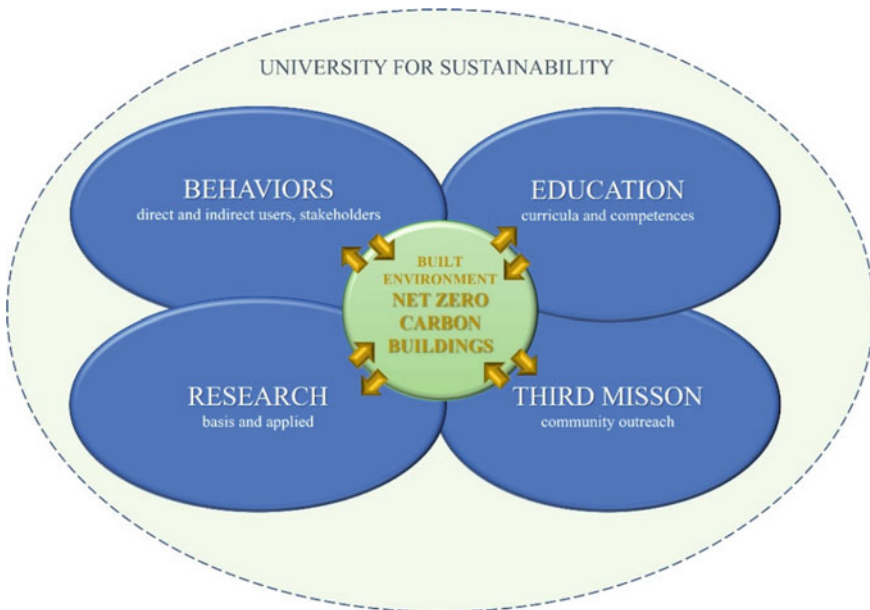 UNIVERSITY FOR SUSTAINABILITY
BEHAVIORS
direct and indirect users, stakeholders
EDUCATION
curricula and competences
BUILT
ENVIRONMENT
NET ZERO
CARBON
BUILDINGS
RESEARCH
basis and applied
THIRD MISSON
community outreach